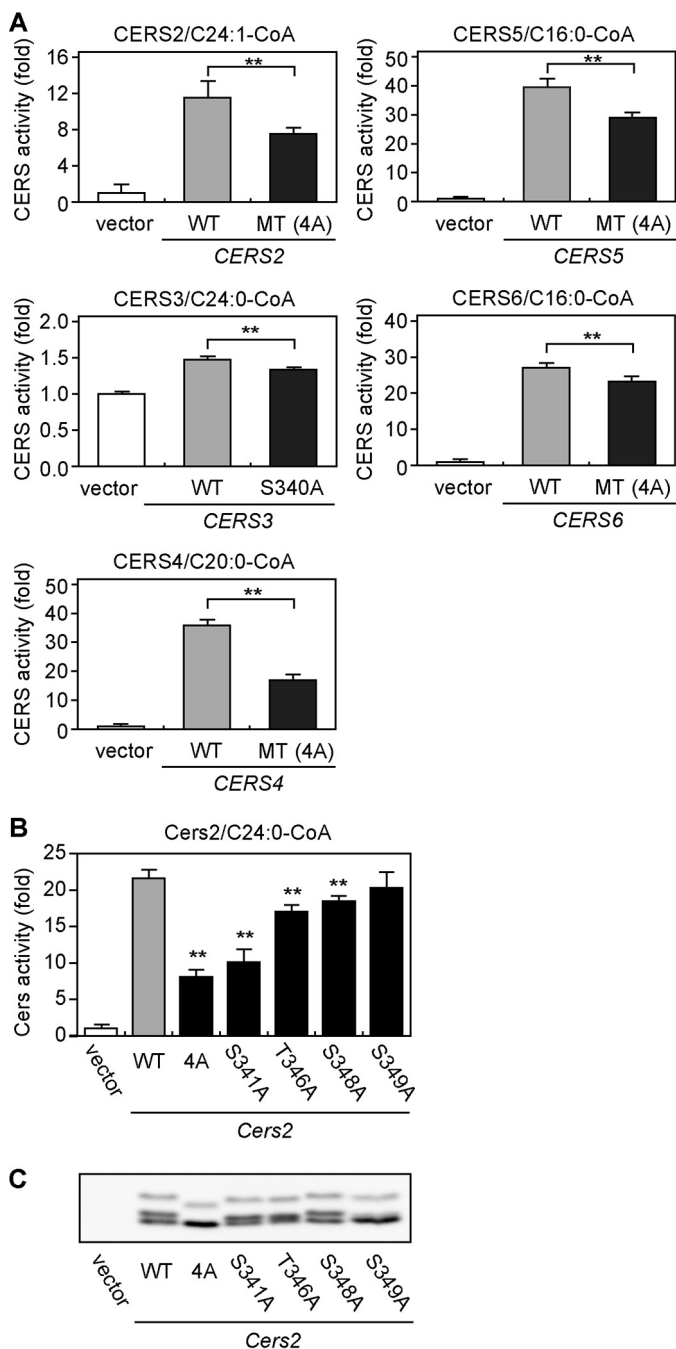 A
CERS2/C24:1-CoA
CERS activity (fold)
12
8
4
0
**
vector
WT
MT (4A)
CERS2
CERS5/C16:0-CoA
CERS activity (fold)
50
40
30
20
10
0
**
vector
WT
MT (4A)
CERS5
CERS3/C24:0-CoA
CERS activity (fold)
2.0
1.5
1.0
0.5
0.0
**
vector
WT
S340A
CERS3
CERS6/C16:0-CoA
CERS activity (fold)
40
30
20
10
0
**
vector
WT
MT (4A)
CERS6
CERS4/C20:0-CoA
CERS activity (fold)
50
40
30
20
10
0
**
vector
WT
MT (4A)
CERS4
B
Cers2/C24:0-CoA
Cers activity (fold)
25
20
15
10
5
0
**
**
**
**
vector
WT
4A
S341A
T346A
S348A
S349A
Cers2
C
vector
WT
4A
S341A
T346A
S348A
S349A
Cers2